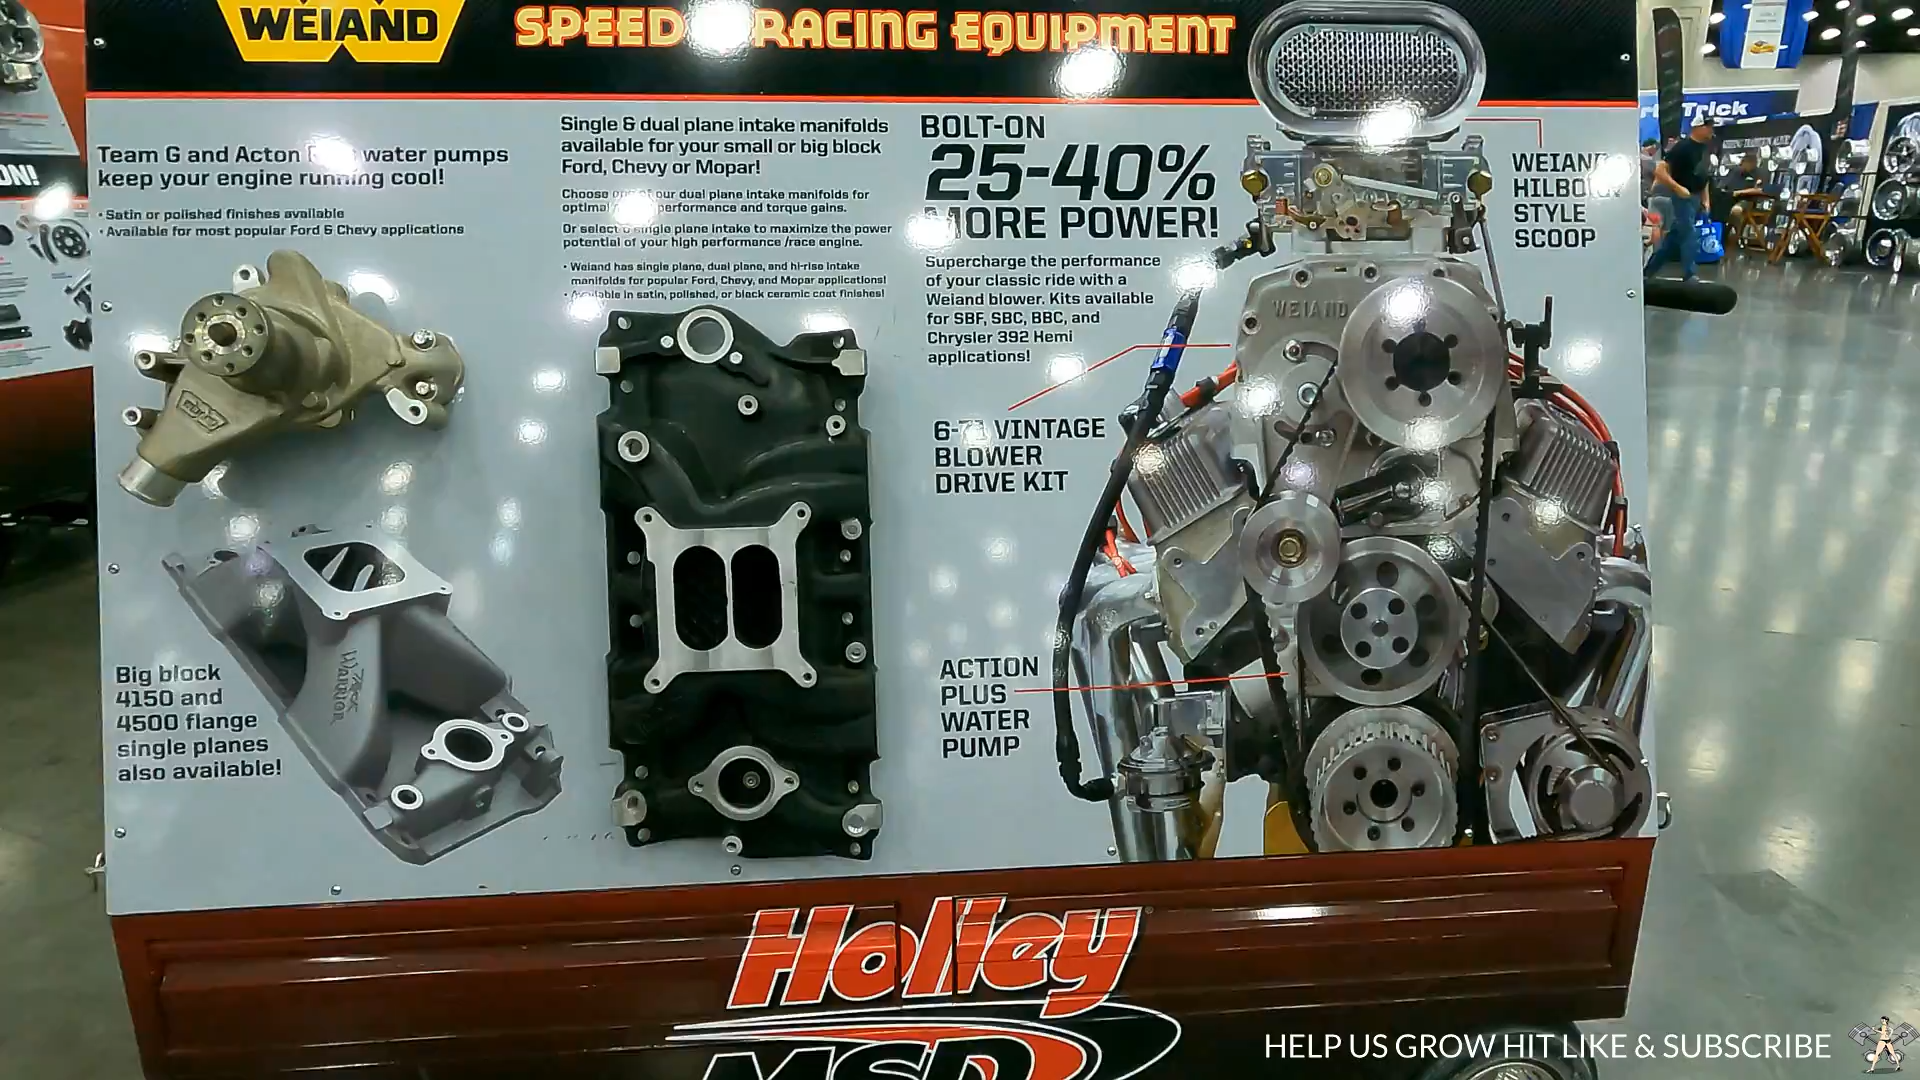 WEIAND
SPEED RACING EQUIPMENT
Team G and Action water pumps
keep your engine running cool!
• Satin or polished finishes available
• Available for most popular Ford & Chevy applications
Single & dual plane intake manifolds
available for your small or big block
Ford, Chevy or Mopar!
Choose one of our dual plane intake manifolds for
optimal performance and torque gains.
Or select a single plane intake to maximize the power
potential of your high performance /race engine.
• Weiand has single plane, dual plane, and hi-rise intake
manifolds for popular Ford, Chevy, and Mopar applications!
• Available in satin, polished, or black ceramic coat finishes!
BOLT-ON
25-40%
MORE POWER!
Supercharge the performance
of your classic ride with a
Weiand blower. Kits available
for SBF, SBC, BBC, and
Chrysler 392 Hemi
applications!
WEIAND
HILBORN
STYLE
SCOOP
WEIAND
6-71 VINTAGE
BLOWER
DRIVE KIT
ACTION
PLUS
WATER
PUMP
Big block
4150 and
4500 flange
single planes
also available!
WARRIOR
ON!
Trick
Holley
MSD
HELP US GROW HIT LIKE & SUBSCRIBE